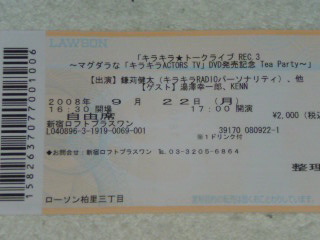 LAWSON
「キラキラ★トークライブ REC.3
～マグダラな「キラキラACTORS TV」DVD発売記念 Tea Party～」
【出演】鎌苅健太(キラキラRADIOパーソナリティ)、他
【ゲスト】湯澤幸一郎、KENN
2008年 9月 22日(月)
16:30 開場 17:00 開演
自由席 ¥2,000(税込
※1ドリンク付
L040896-3-1919-0069-001 39170 080922-1
新宿ロフトプラスワン
◆お問合せ:新宿ロフトプラスワン ☎ 03-3205-6864
整理
ローソン柏里三丁目
1582637077001006